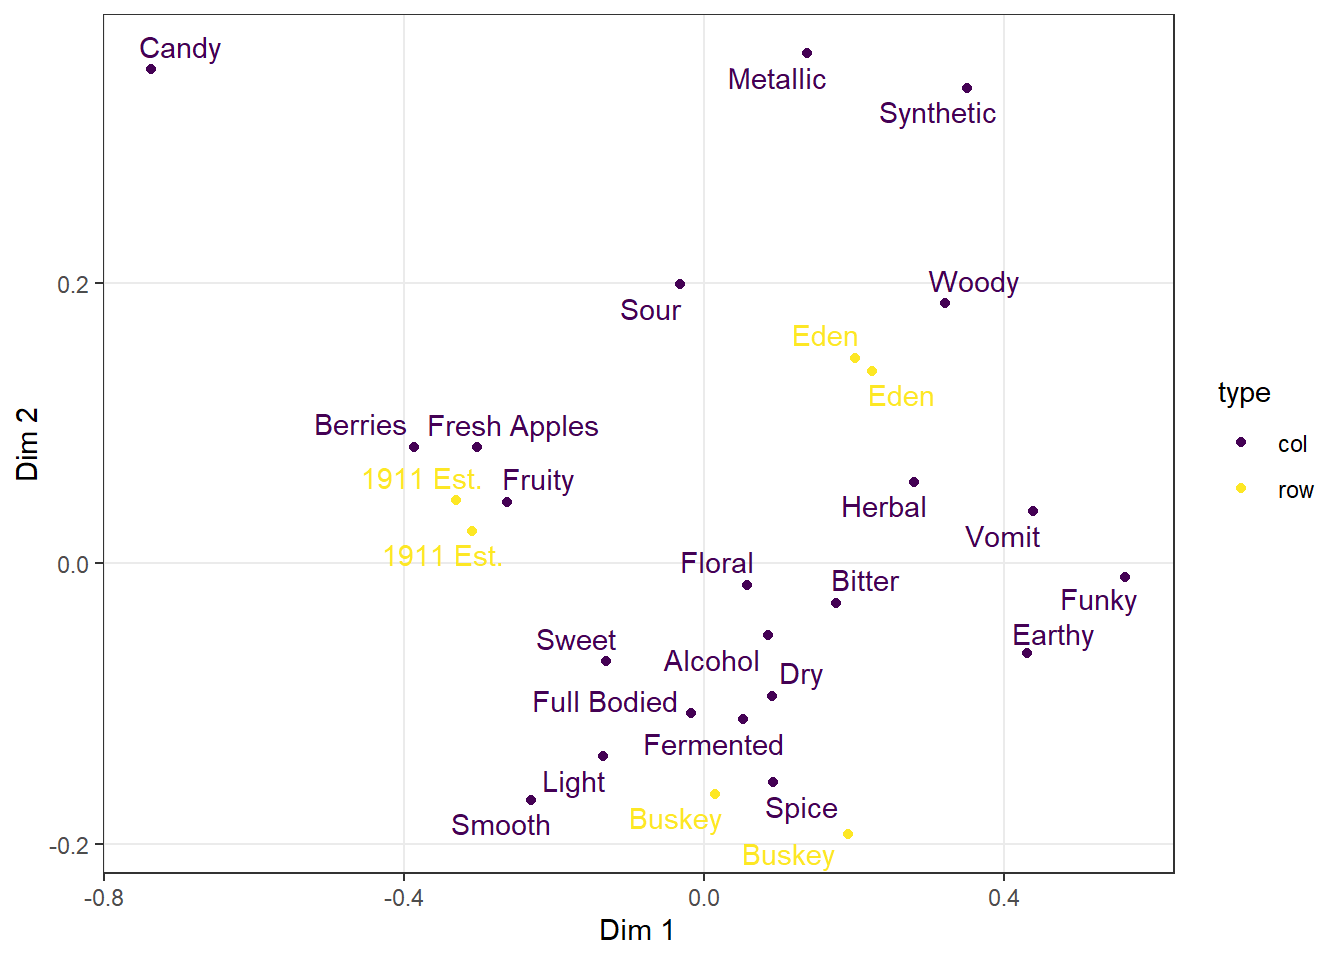 Candy
Metallic
Synthetic
Woody
Sour
Eden
Eden
Berries
Fresh Apples
1911 Est.
Fruity
1911 Est.
Herbal
Vomit
Floral
Bitter
Funky
Earthy
Sweet
Alcohol
Dry
Full Bodied
Fermented
Light
Spice
Smooth
Buskey
Buskey
0.2
0.0
-0.2
-0.8
-0.4
0.0
0.4
Dim 1
Dim 2
type
col
row